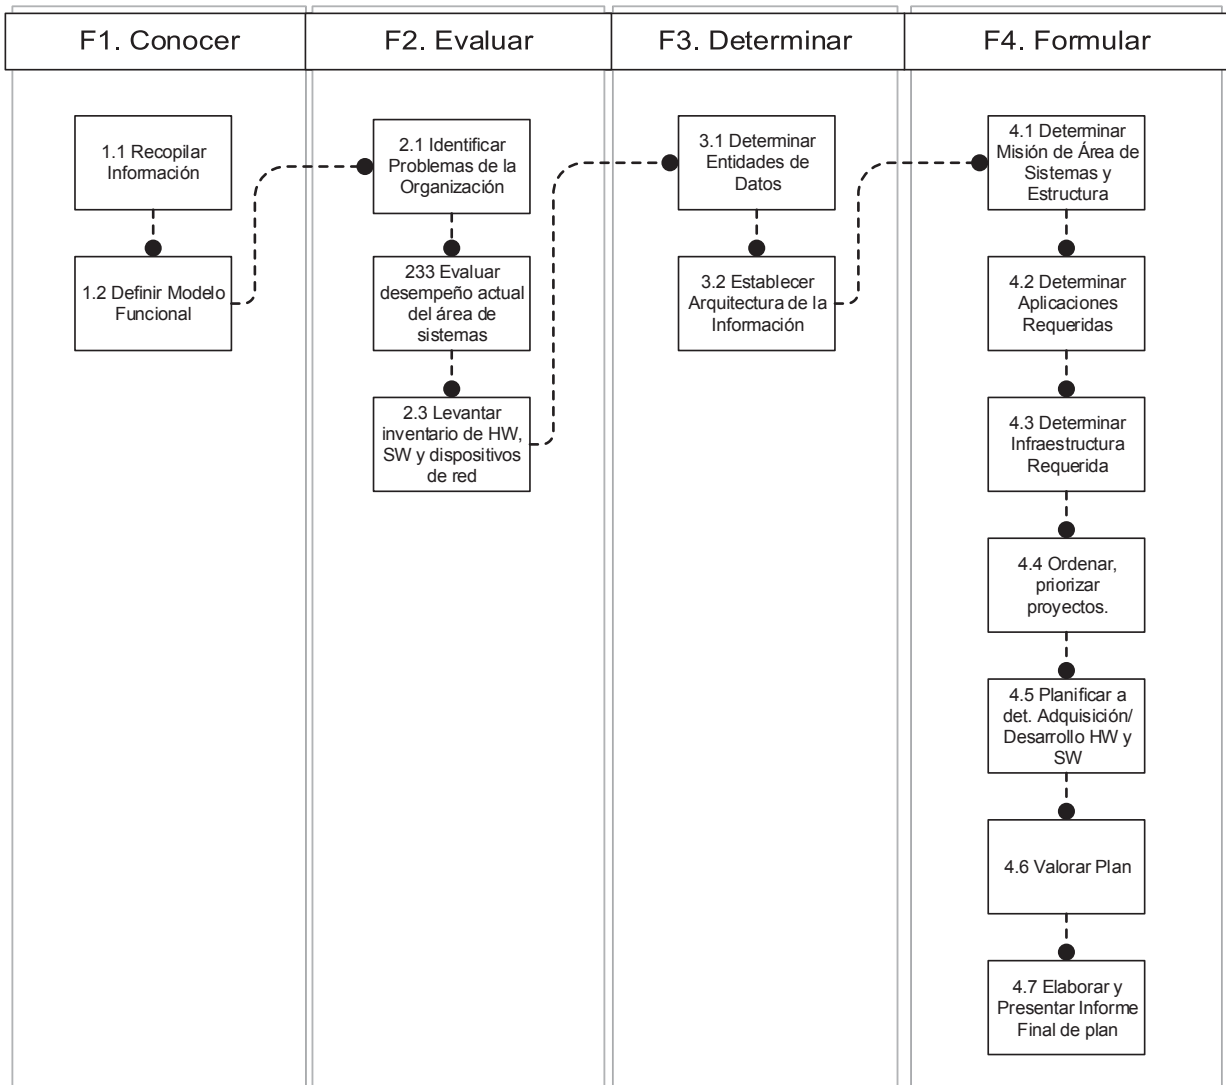 F1. Conocer
F2. Evaluar
F3. Determinar
F4. Formular
1.1 Recopilar
Información
1.2 Definir Modelo
Funcional
2.1 Identificar
Problemas de la
Organización
233 Evaluar
desempeño actual
del área de
sistemas
2.3 Levantar
inventario de HW,
SW y dispositivos
de red
3.1 Determinar
Entidades de
Datos
3.2 Establecer
Arquitectura de la
Información
4.1 Determinar
Misión de Área de
Sistemas y
Estructura
4.2 Determinar
Aplicaciones
Requeridas
4.3 Determinar
Infraestructura
Requerida
4.4 Ordenar,
priorizar
proyectos.
4.5 Planificar a
det. Adquisición/
Desarrollo HW y
SW
4.6 Valorar Plan
4.7 Elaborar y
Presentar Informe
Final de plan